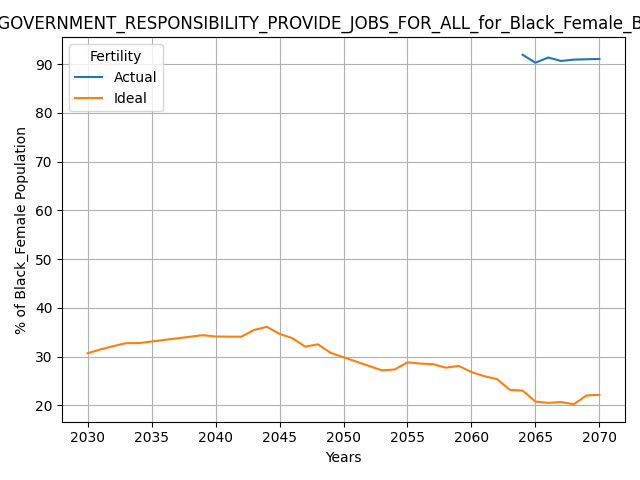 GOVERNMENT_RESPONSIBILITY_PROVIDE_JOBS_FOR_ALL_for_Black_Female_B
Fertility
Actual
Ideal
90
80
70
60
50
40
30
20
% of Black_Female Population
2030 2035 2040 2045 2050 2055 2060 2065 2070
Years